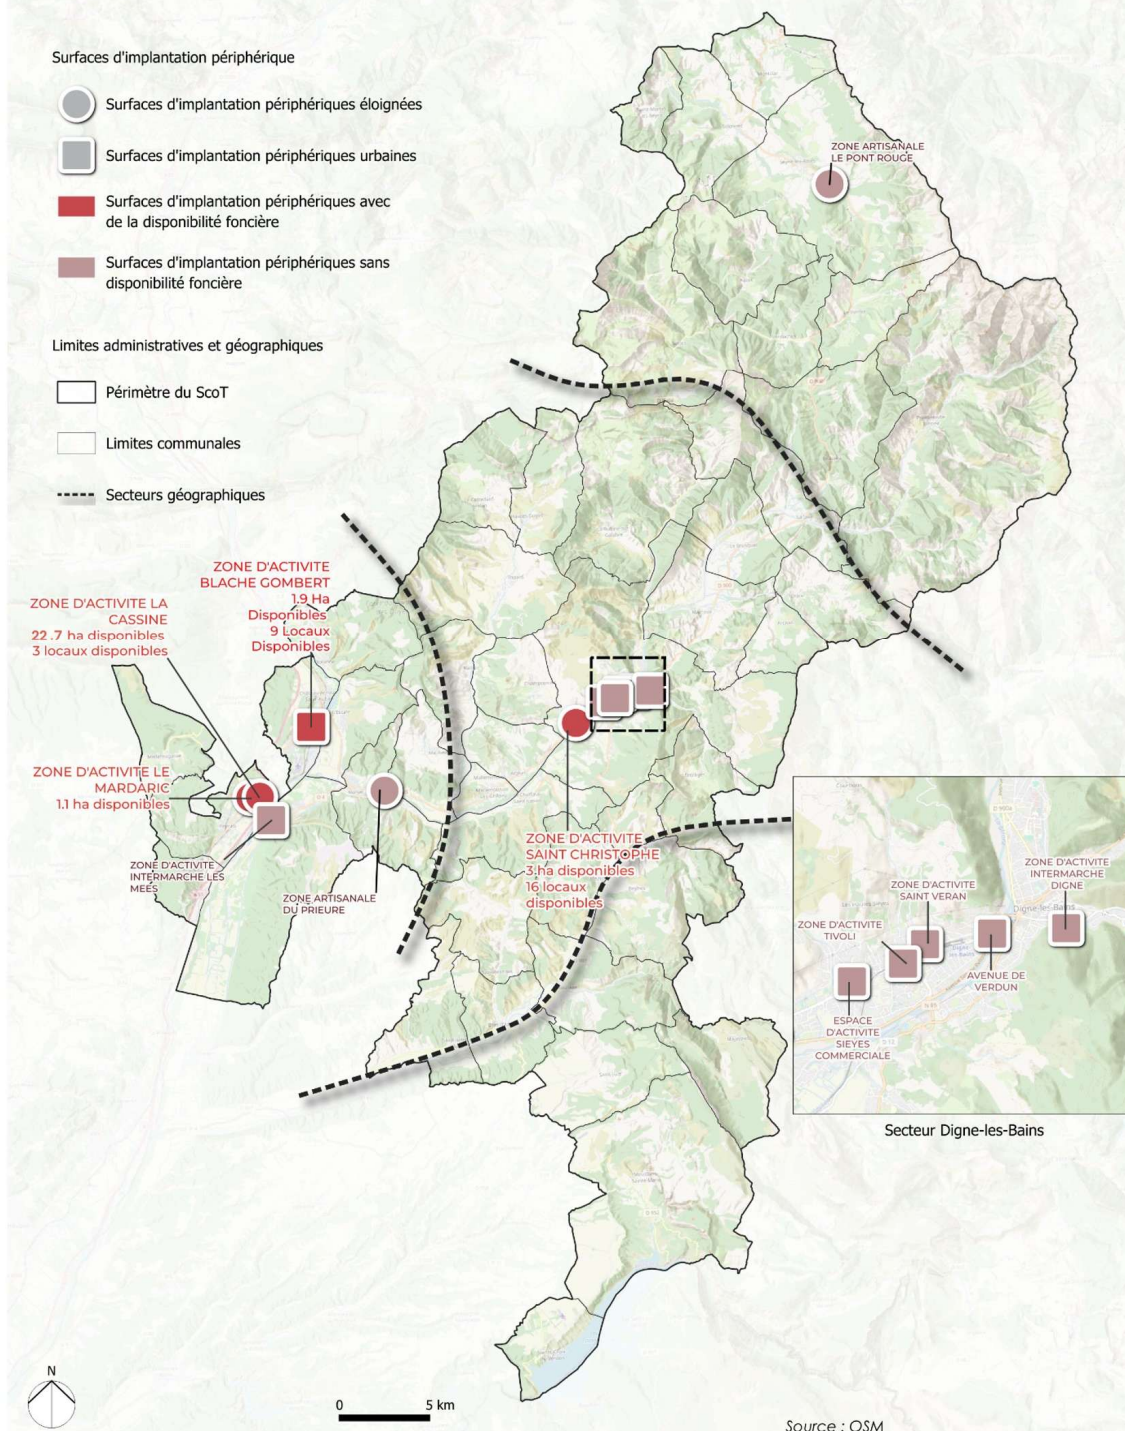 Surfaces d'implantation périphérique
Surfaces d'implantation périphériques éloignées
Surfaces d'implantation périphériques urbaines
Surfaces d'implantation périphériques avec
de la disponibilité foncière
Surfaces d'implantation périphériques sans
disponibilité foncière
Limites administratives et géographiques
Périmètre du ScoT
Limites communales
Secteurs géographiques
ZONE ARTISANALE
LE PONT ROUGE
ZONE D'ACTIVITE
BLACHE GOMBERT
1.9 Ha
Disponibles
9 Locaux
Disponibles
ZONE D'ACTIVITE LA
CASSINE
22.7 ha disponibles
3 locaux disponibles
ZONE D'ACTIVITE LE
MARDARIC
1.1 ha disponibles
ZONE D'ACTIVITE
INTERMARCHE LES
MEES
ZONE ARTISANALE
DU PRIEURE
ZONE D'ACTIVITE
SAINT CHRISTOPHE
3 ha disponibles
16 locaux
disponibles
ZONE D'ACTIVITE
INTERMARCHE
DIGNE
ZONE D'ACTIVITE
SAINT VERAN
ZONE D'ACTIVITE
TIVOLI
Digne-les-Bains
AVENUE DE
VERDUN
ESPACE
D'ACTIVITE
SIEYES
COMMERCIALE
Secteur Digne-les-Bains
N
0 5 km
Source : OSM